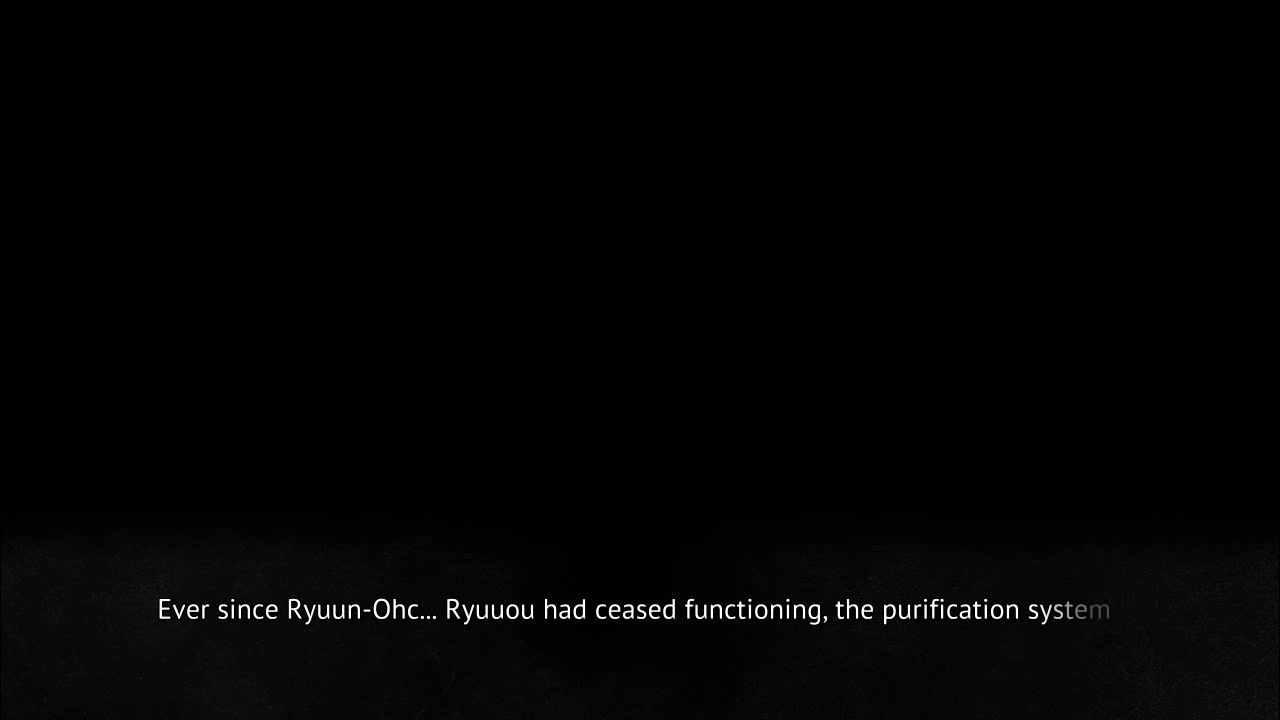 Ever since Ryuun-Ohc... Ryuuou had ceased functioning, the purification system